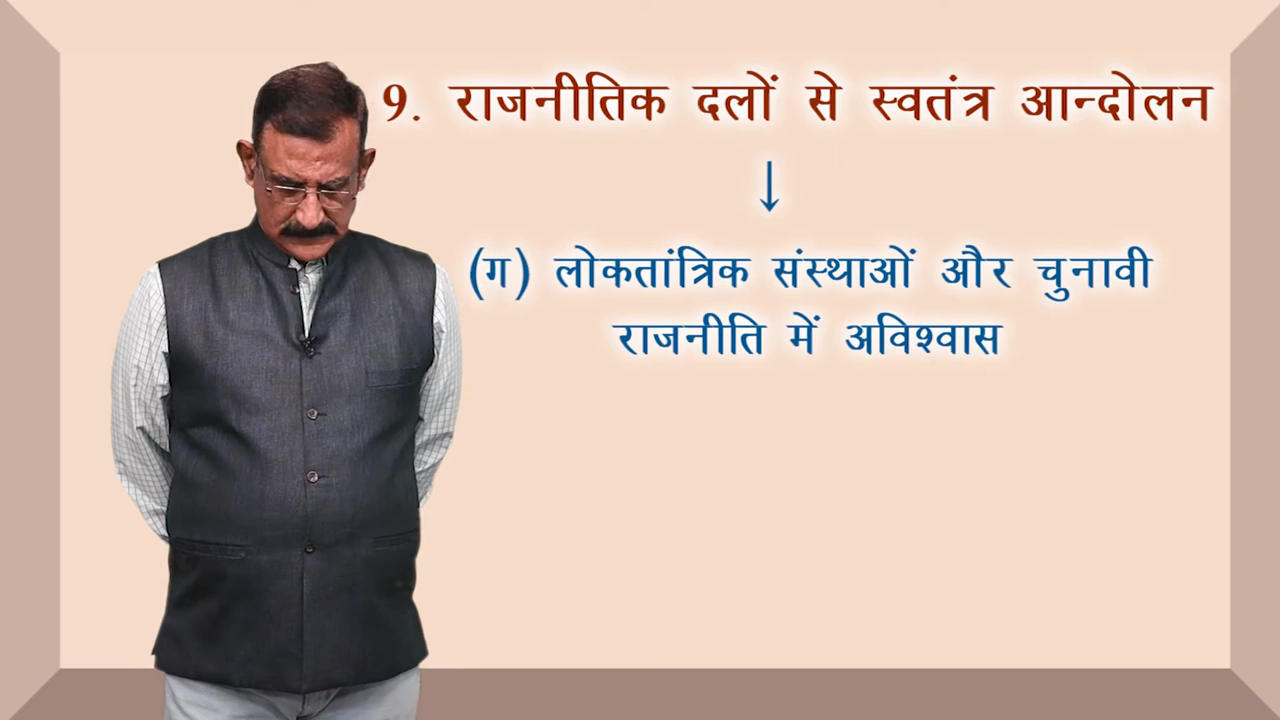 9. राजनीतिक दलों से स्वतंत्र आन्दोलन
↓
(ग) लोकतांत्रिक संस्थाओं और चुनावी
राजनीति में अविश्वास